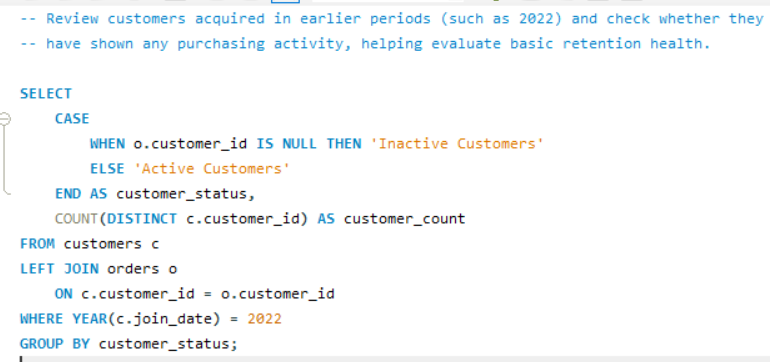 -- Review customers acquired in earlier periods (such as 2022) and check whether they
-- have shown any purchasing activity, helping evaluate basic retention health.
SELECT
CASE
WHEN o.customer_id IS NULL THEN 'Inactive Customers'
ELSE 'Active Customers'
END AS customer_status,
COUNT(DISTINCT c.customer_id) AS customer_count
FROM customers c
LEFT JOIN orders o
ON c.customer_id = o.customer_id
WHERE YEAR(c.join_date) = 2022
GROUP BY customer_status;